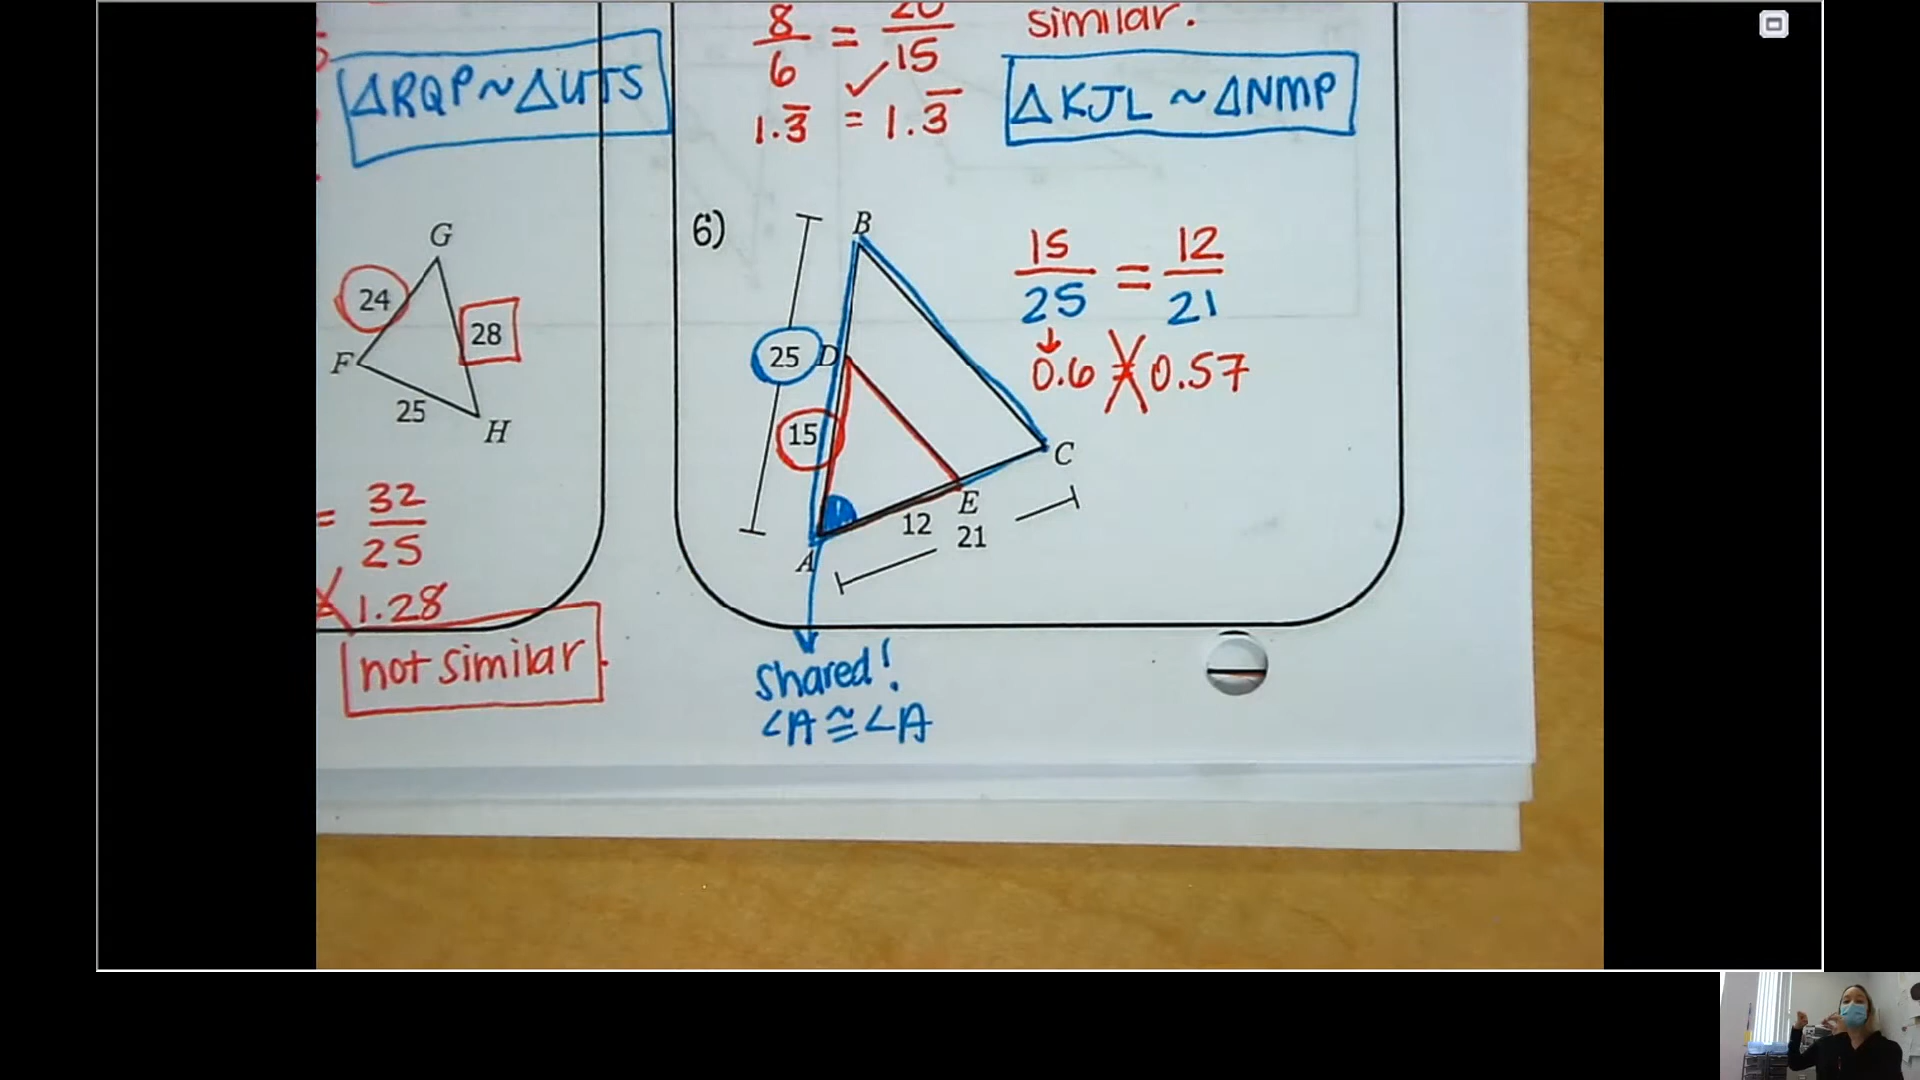 ΔRQP ~ ΔUTS
G
24
28
F
25
H
= 32/25
1.28
not similar
8/6 = 20/15
✓
1.3̅ = 1.3̅
similar.
ΔKJL ~ ΔNMP
6)
B
25
D
15
C
E
12
21
A
15/25 = 12/21
↓
0.6 ≠ 0.57
Shared!
∠A ≅ ∠A